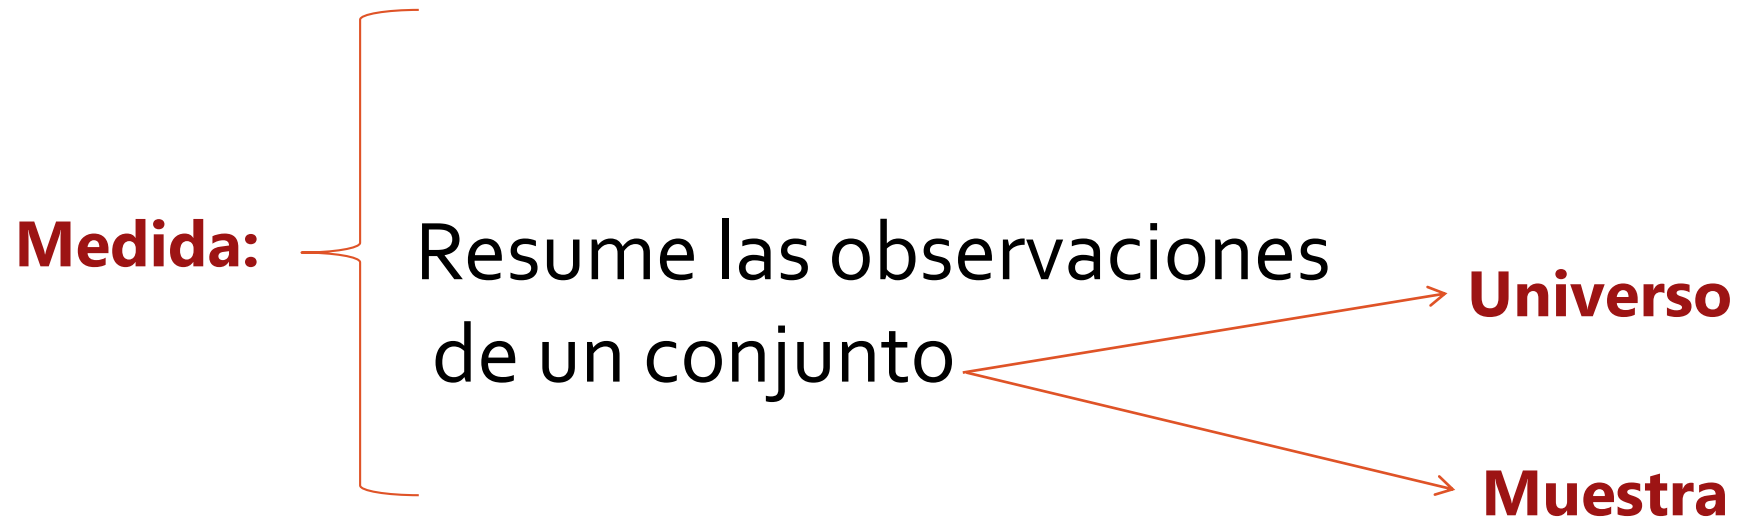 Medida:
Resume las observaciones
de un conjunto
Universo
Muestra